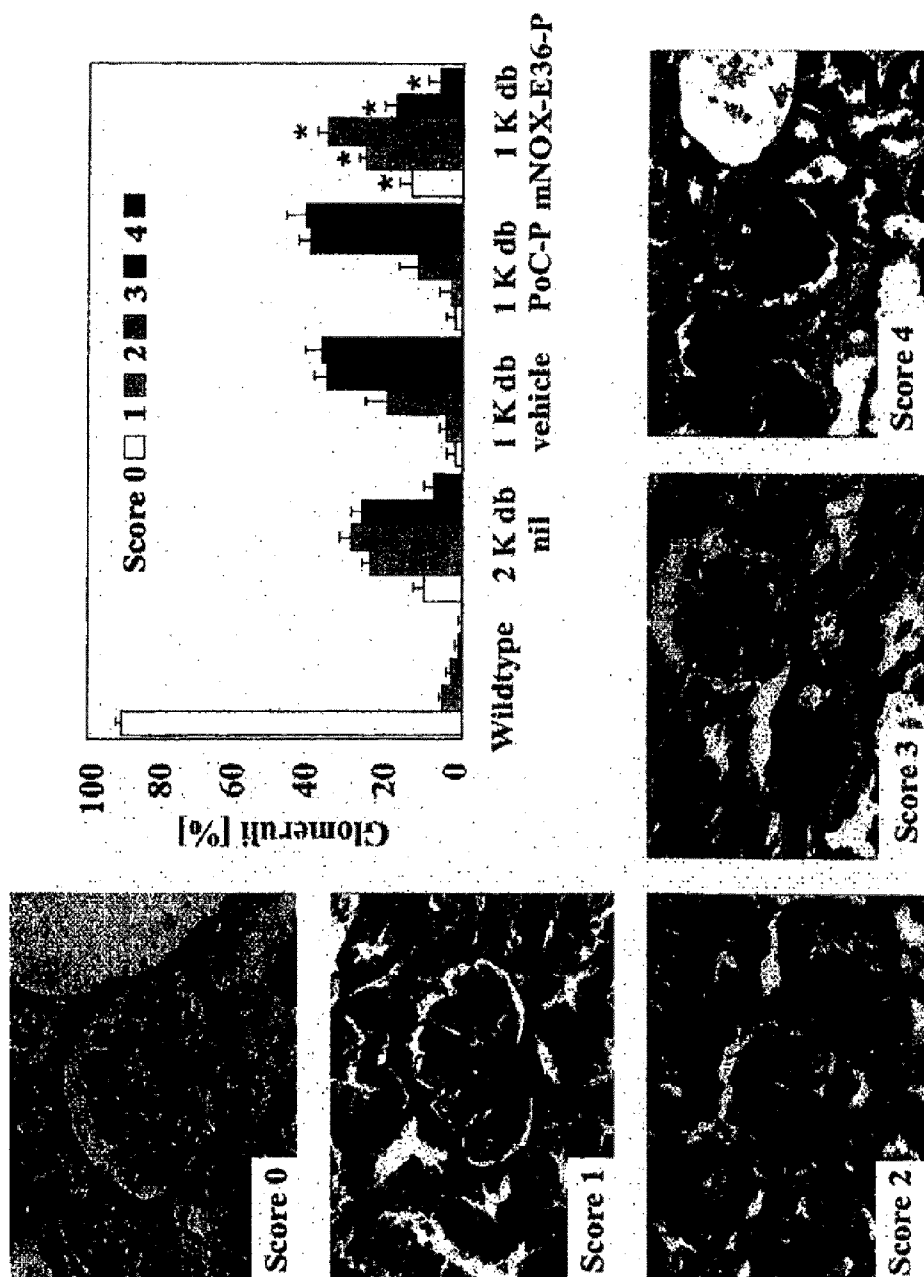 Score 0
Score 1
Score 2
Score 3
Score 4
Glomeruli [%]
100
80
60
40
20
0
Score 0 1 2 3 4
Wildtype 2 K db 1 K db 1 K db 1 K db
nil vehicle PoC-P mNOX-E36-P
* * * * *